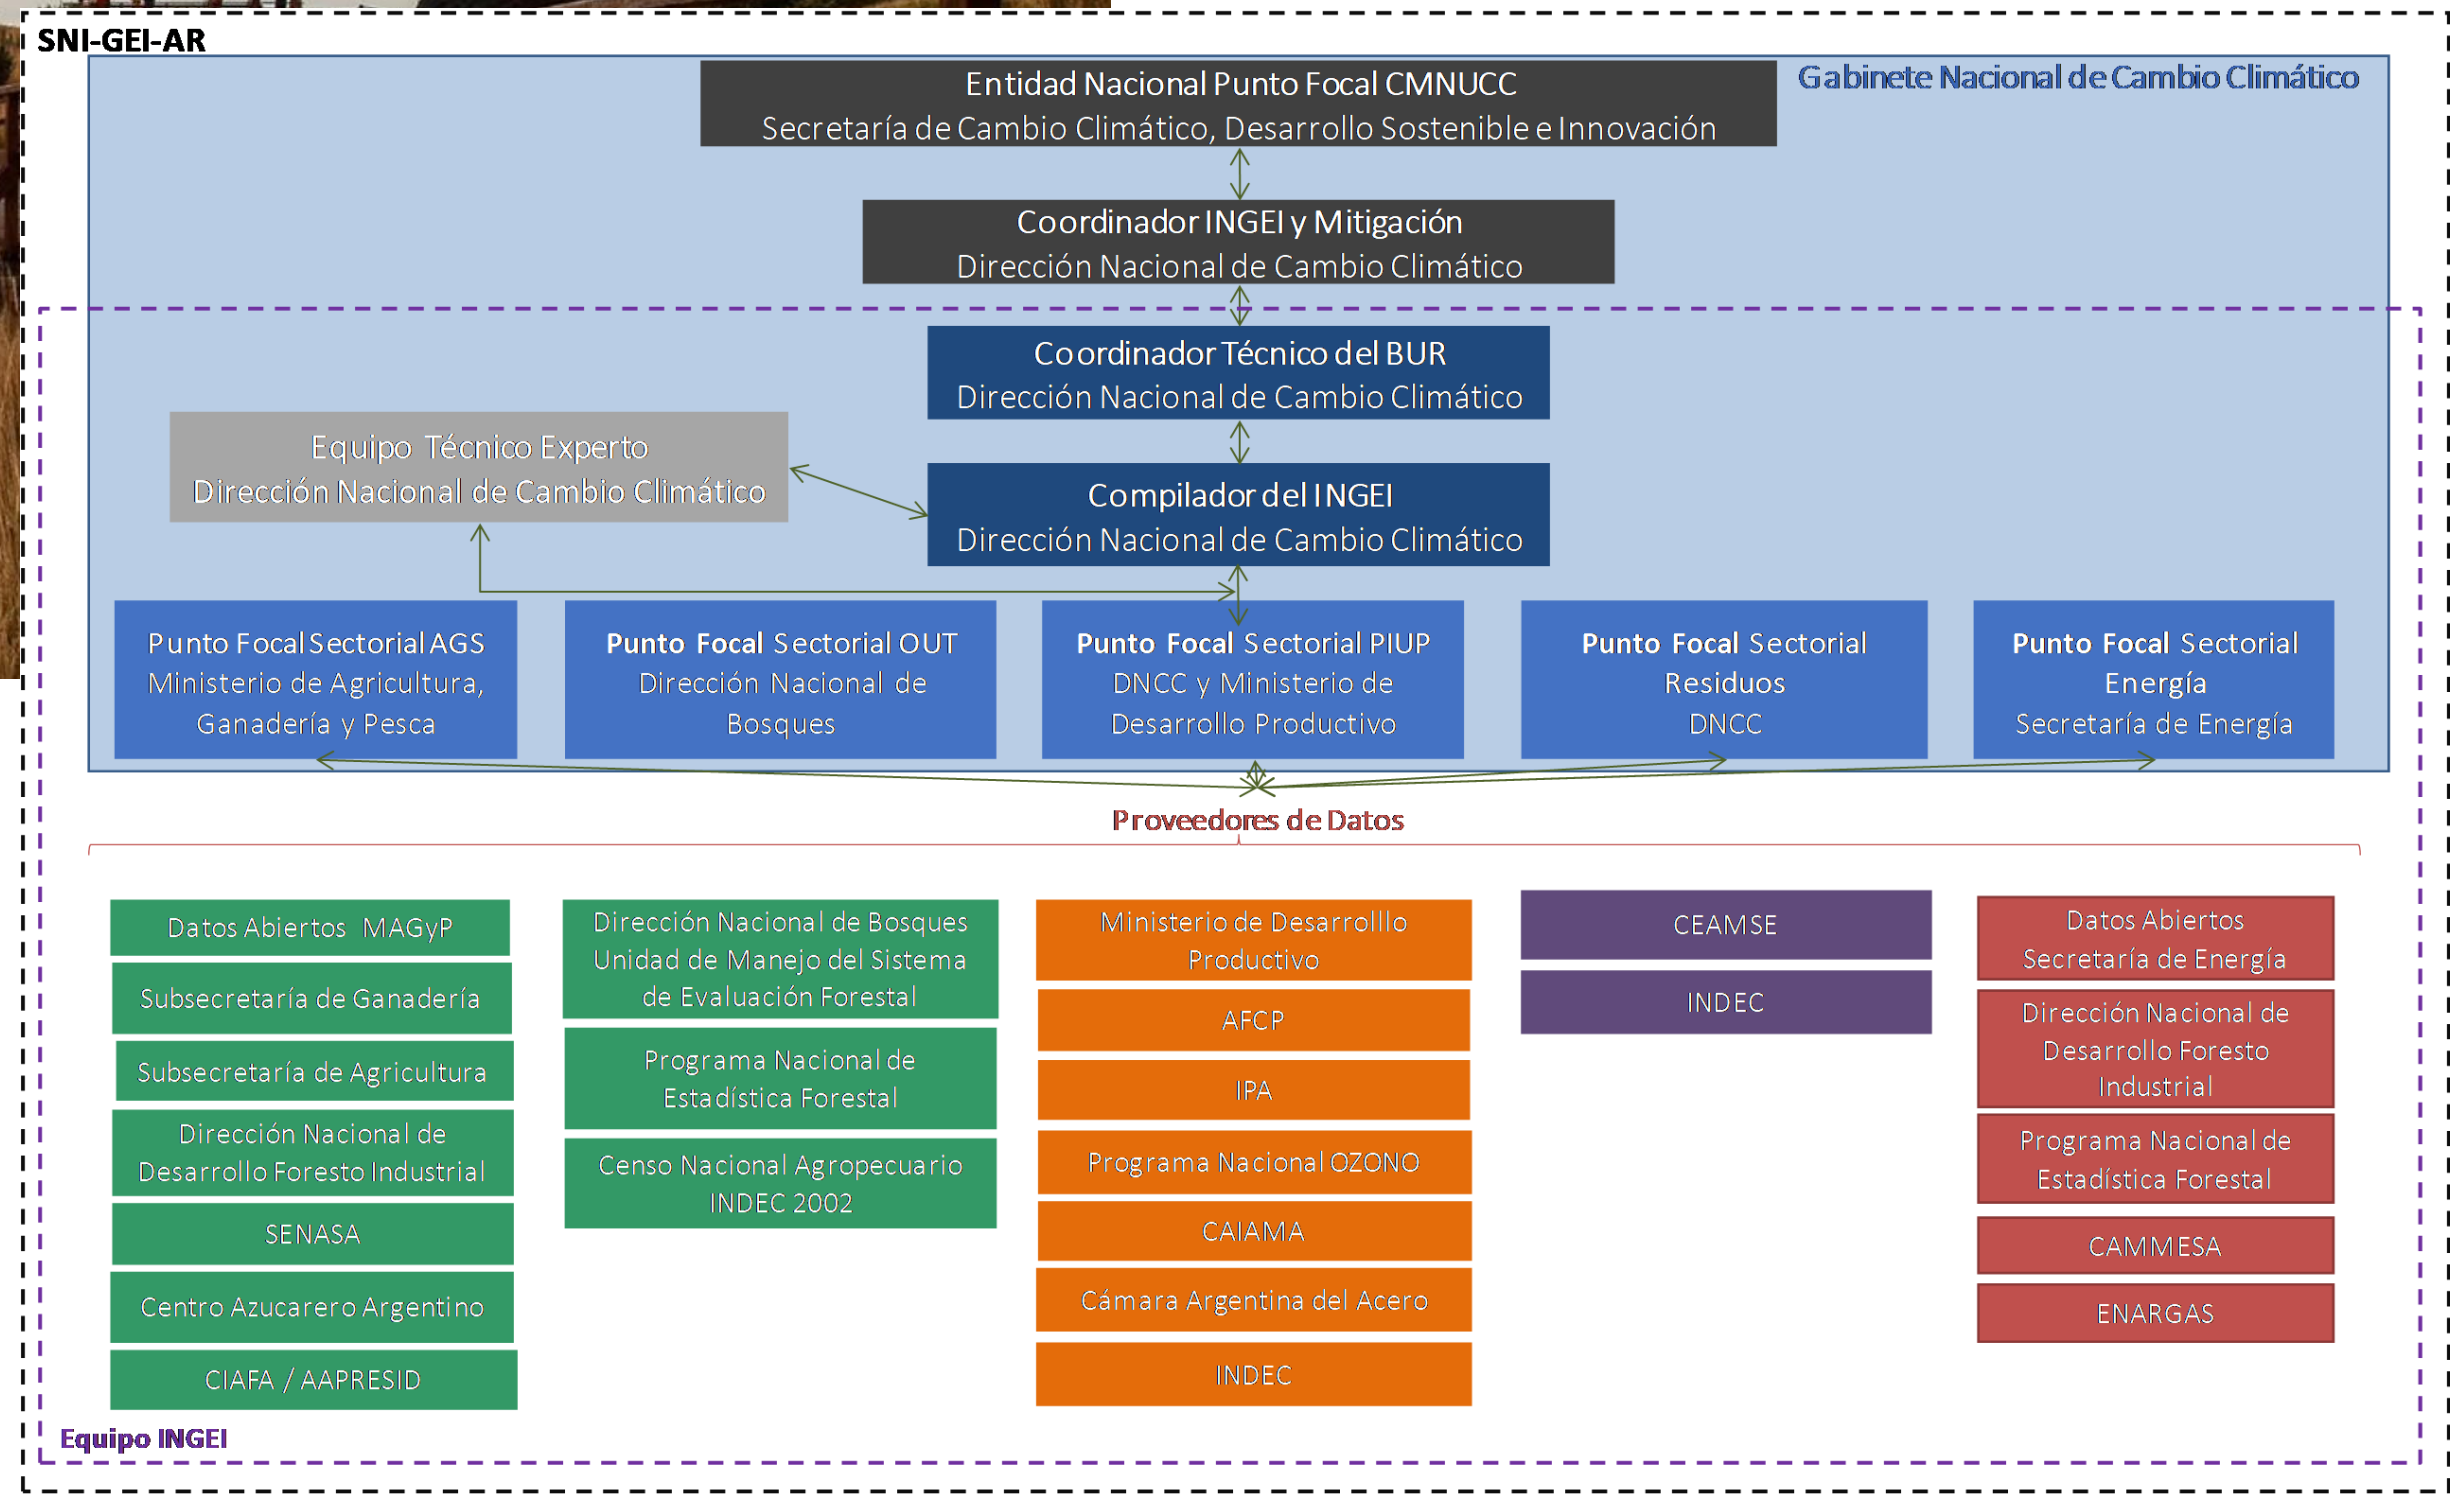 SNI-GEI-AR
Gabinete Nacional de Cambio Climático
Entidad Nacional Punto Focal CMNUCC
Secretaría de Cambio Climático, Desarrollo Sostenible e Innovación
Coordinador INGEI y Mitigación
Dirección Nacional de Cambio Climático
Coordinador Técnico del BUR
Dirección Nacional de Cambio Climático
Equipo Técnico Experto
Dirección Nacional de Cambio Climático
Compilador del INGEI
Dirección Nacional de Cambio Climático
Punto Focal Sectorial AGS
Ministerio de Agricultura,
Ganadería y Pesca
Punto Focal Sectorial OUT
Dirección Nacional de
Bosques
Punto Focal Sectorial PIUP
DNCC y Ministerio de
Desarrollo Productivo
Punto Focal Sectorial
Residuos
DNCC
Punto Focal Sectorial
Energía
Secretaría de Energía
Proveedores de Datos
Datos Abiertos MAGyP
Subsecretaría de Ganadería
Subsecretaría de Agricultura
Dirección Nacional de
Desarrollo Foresto Industrial
SENASA
Centro Azucarero Argentino
CIAFA / AAPRESID
Dirección Nacional de Bosques
Unidad de Manejo del Sistema
de Evaluación Forestal
Programa Nacional de
Estadística Forestal
Censo Nacional Agropecuario
INDEC 2002
Ministerio de Desarrolllo
Productivo
AFCP
IPA
Programa Nacional OZONO
CAIAMA
Cámara Argentina del Acero
INDEC
CEAMSE
INDEC
Datos Abiertos
Secretaría de Energía
Dirección Nacional de
Desarrollo Foresto
Industrial
Programa Nacional de
Estadística Forestal
CAMMESA
ENARGAS
Equipo INGEI